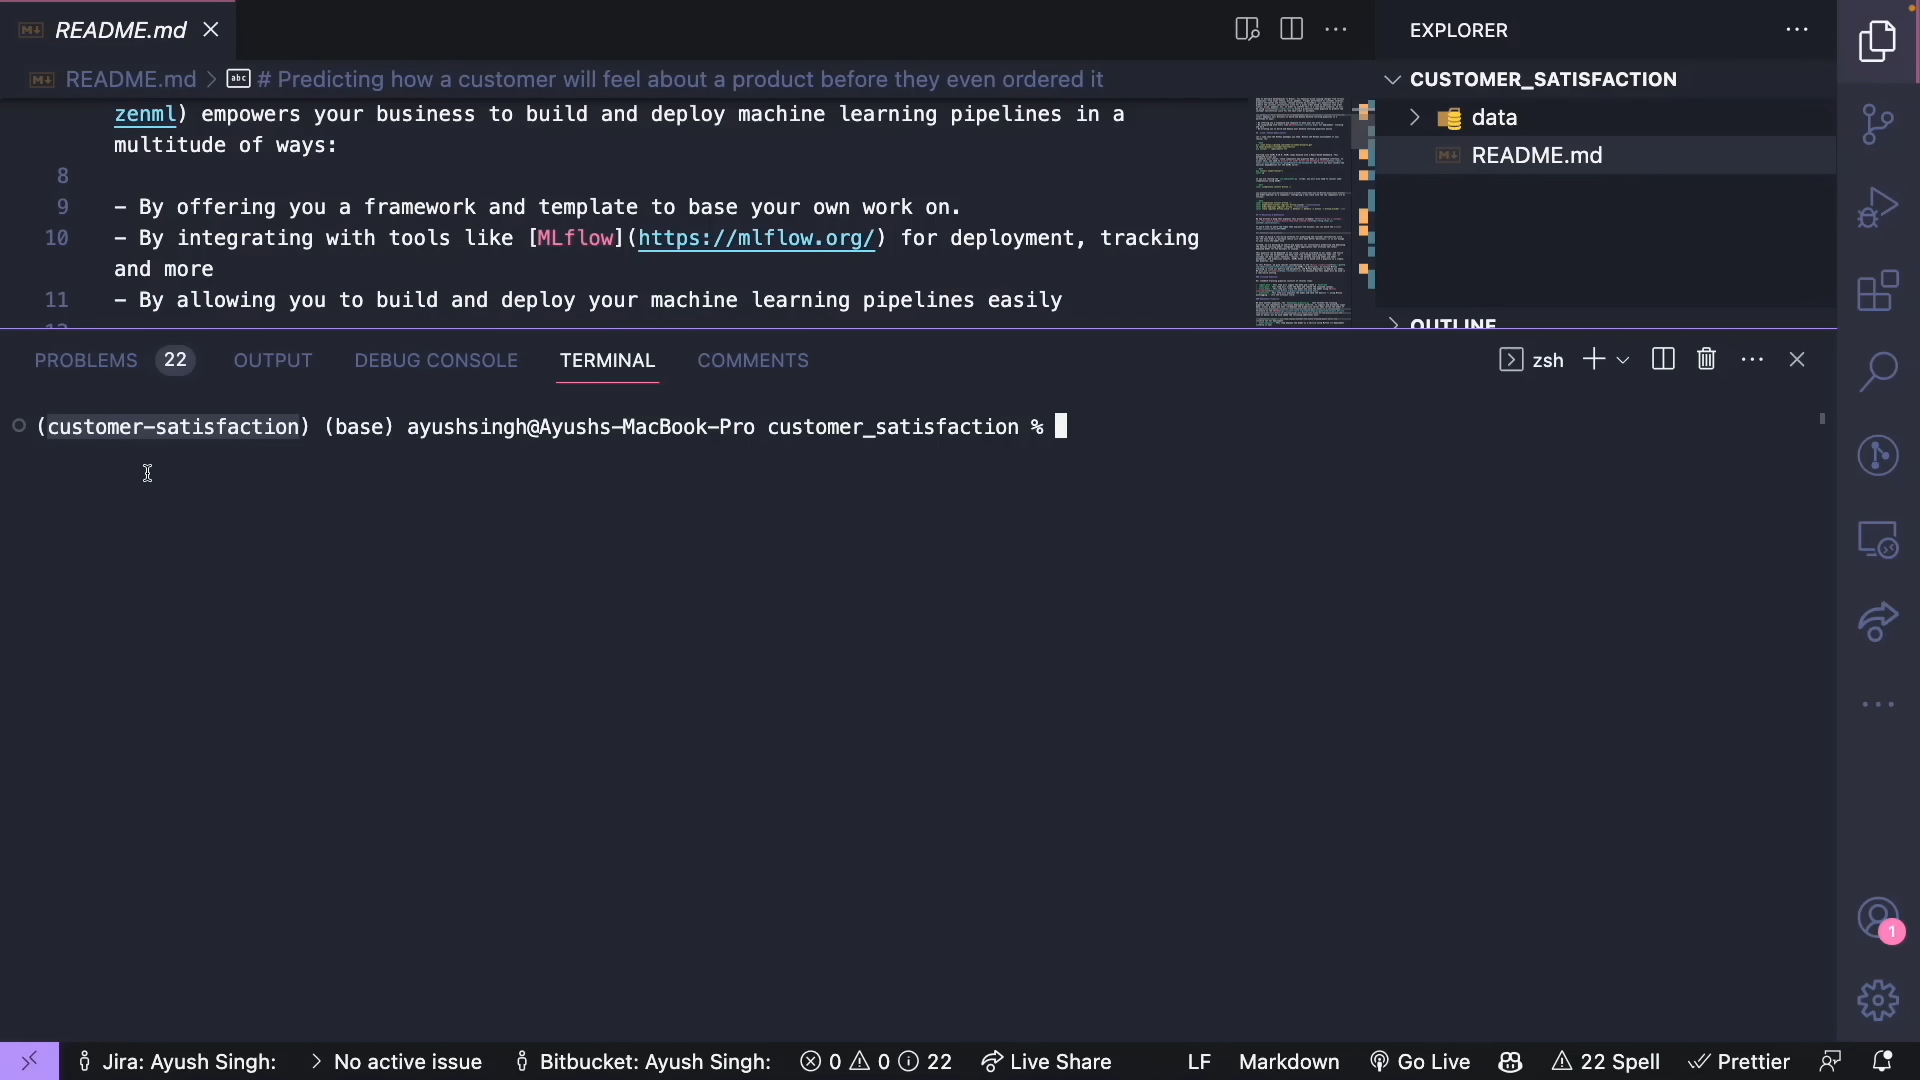 README.md
EXPLORER
README.md > abc # Predicting how a customer will feel about a product before they even ordered it
CUSTOMER_SATISFACTION
zenml) empowers your business to build and deploy machine learning pipelines in a
multitude of ways:
data
README.md
8
9 – By offering you a framework and template to base your own work on.
10 – By integrating with tools like [MLflow](https://mlflow.org/) for deployment, tracking
and more
11 – By allowing you to build and deploy your machine learning pipelines easily
OUTLINE
PROBLEMS 22 OUTPUT DEBUG CONSOLE TERMINAL COMMENTS zsh
(customer-satisfaction) (base) ayushsingh@Ayushs-MacBook-Pro customer_satisfaction %
1
Jira: Ayush Singh: No active issue Bitbucket: Ayush Singh: 0 0 22 Live Share LF Markdown Go Live 22 Spell Prettier